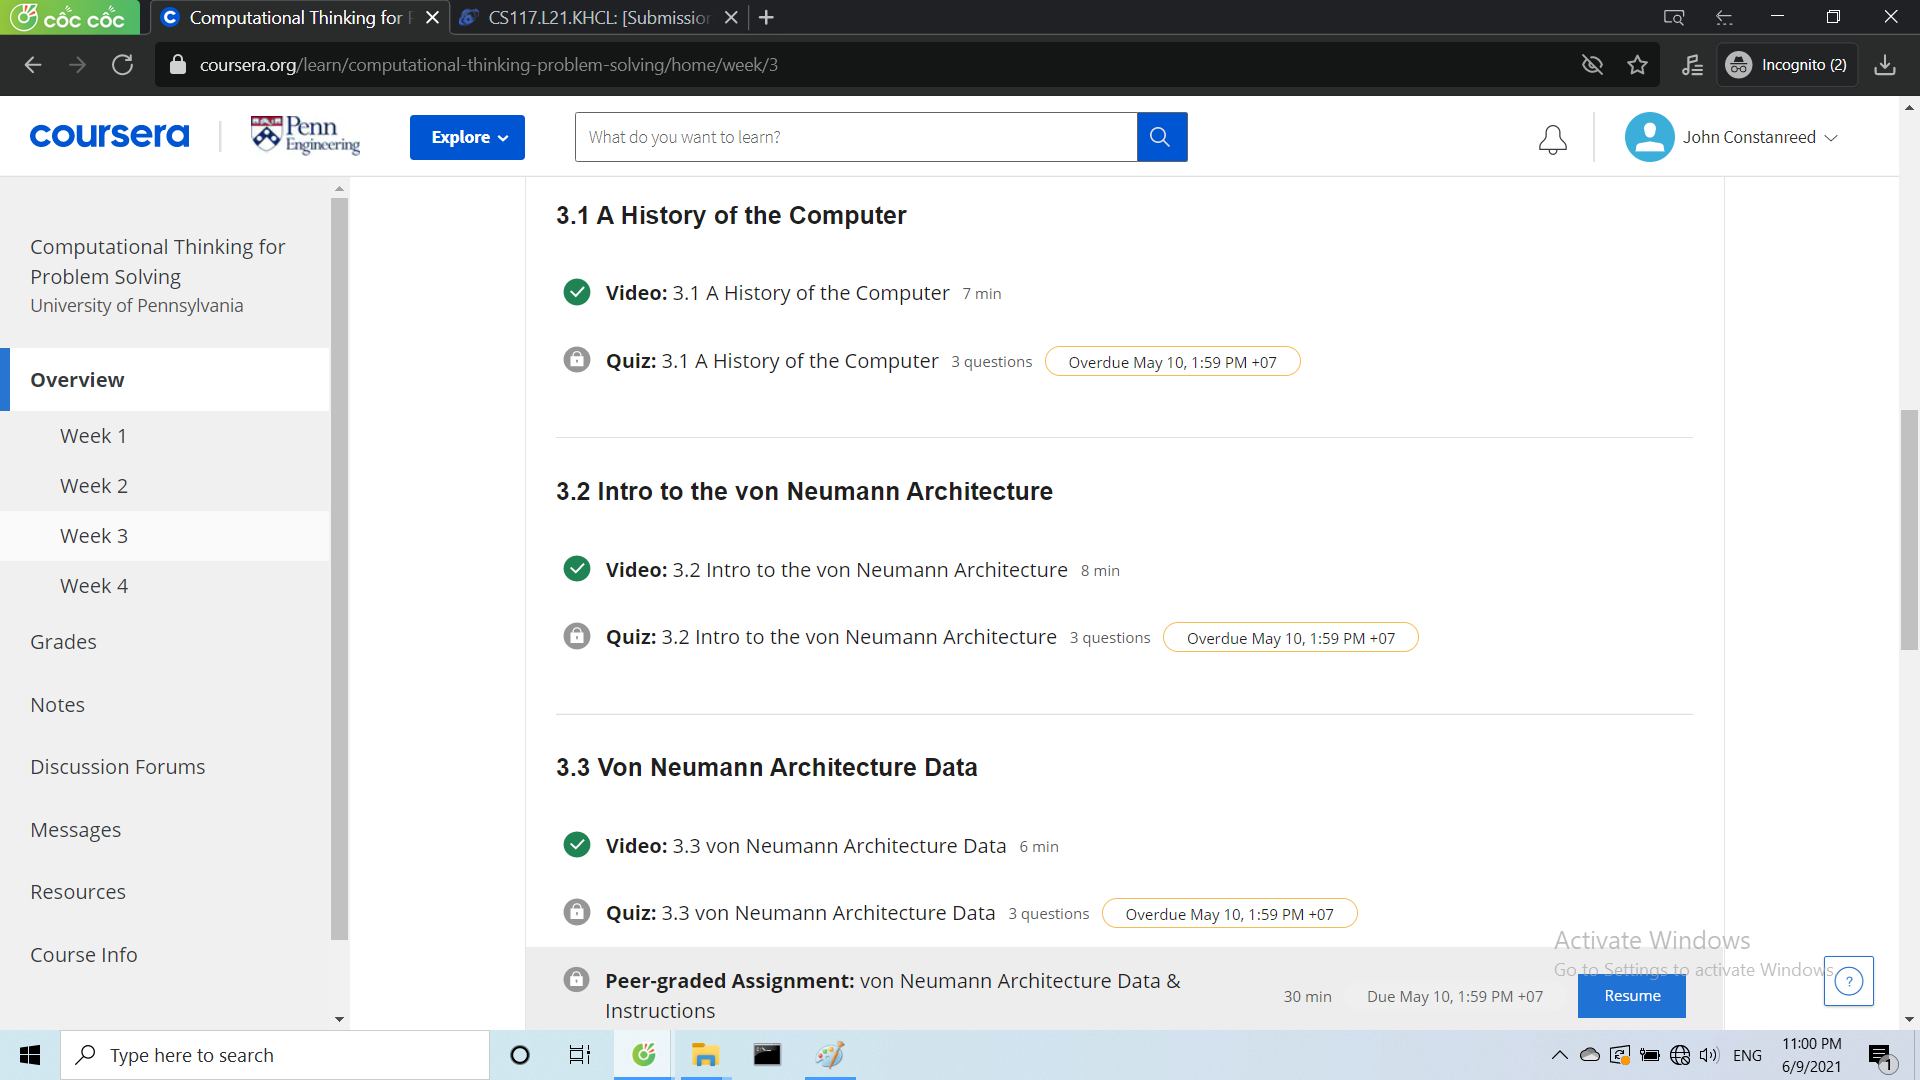 cốc cốc
Computational Thinking for P
CS117.L21.KHCL: [Submission
coursera.org/learn/computational-thinking-problem-solving/home/week/3
Incognito (2)
coursera
Penn
Engineering
Explore
What do you want to learn?
John Constanreed
Computational Thinking for
Problem Solving
University of Pennsylvania
Overview
Week 1
Week 2
Week 3
Week 4
Grades
Notes
Discussion Forums
Messages
Resources
Course Info
3.1 A History of the Computer
Video: 3.1 A History of the Computer 7 min
Quiz: 3.1 A History of the Computer 3 questions Overdue May 10, 1:59 PM +07
3.2 Intro to the von Neumann Architecture
Video: 3.2 Intro to the von Neumann Architecture 8 min
Quiz: 3.2 Intro to the von Neumann Architecture 3 questions Overdue May 10, 1:59 PM +07
3.3 Von Neumann Architecture Data
Video: 3.3 von Neumann Architecture Data 6 min
Quiz: 3.3 von Neumann Architecture Data 3 questions Overdue May 10, 1:59 PM +07
Peer-graded Assignment: von Neumann Architecture Data &
Instructions
30 min Due May 10, 1:59 PM +07 Resume
Activate Windows
Go to Settings to activate Windows.
?
Type here to search
ENG
11:00 PM
6/9/2021
1